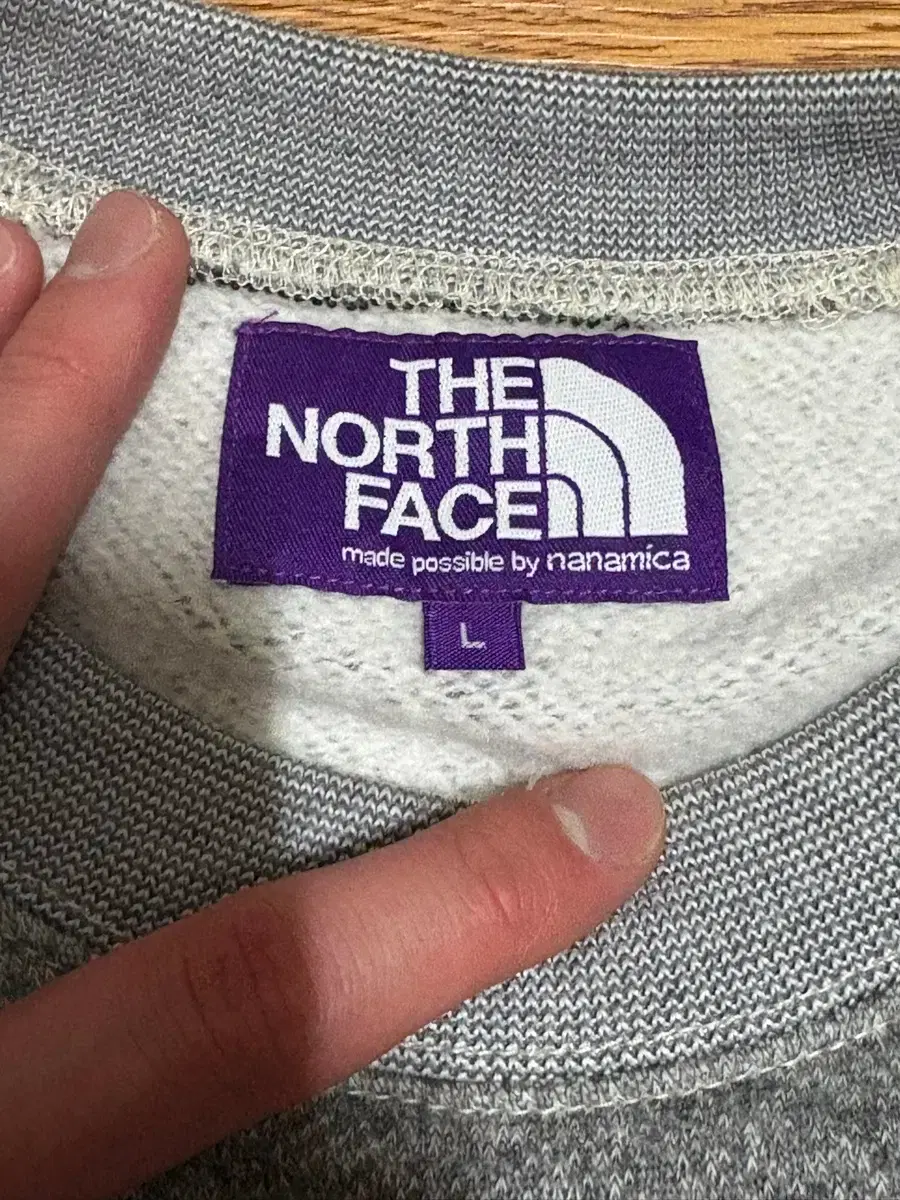 THE
NORTH
FACE
made possible by nanamica
L